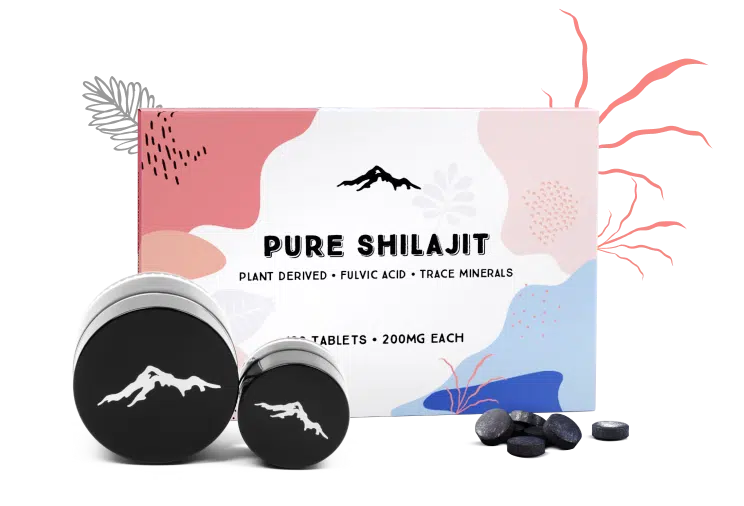 PURE SHILAJIT
PLANT DERIVED • FULVIC ACID • TRACE MINERALS
TABLETS • 200MG EACH